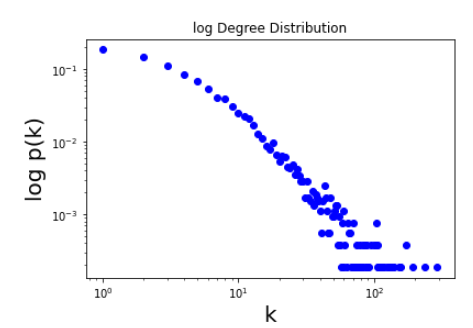 log Degree Distribution
log p(k)
10⁻¹
10⁻²
10⁻³
10⁰
10¹
10²
k